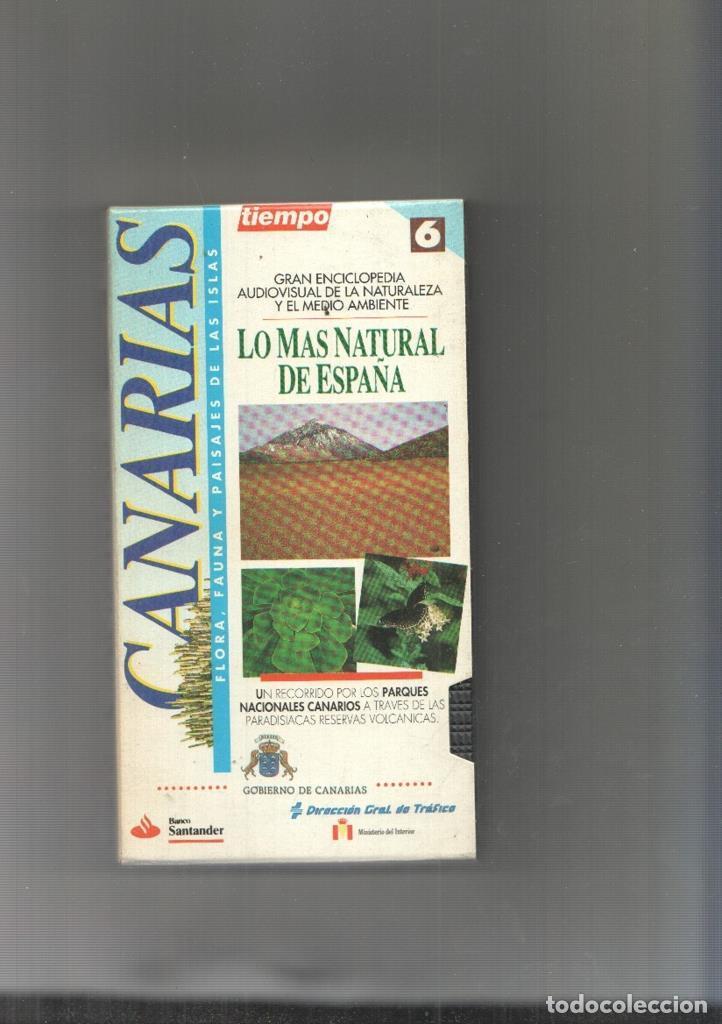 tiempo
6
CANARIAS
FLORA, FAUNA Y PAISAJES DE LAS ISLAS
GRAN ENCICLOPEDIA
AUDIOVISUAL DE LA NATURALEZA
Y EL MEDIO AMBIENTE
LO MAS NATURAL
DE ESPAÑA
UN RECORRIDO POR LOS PARQUES
NACIONALES CANARIOS A TRAVES DE LAS
PARADISIACAS RESERVAS VOLCANICAS.
GOBIERNO DE CANARIAS
Dirección Gral. de Tráfico
Banco
Santander
Ministerio del Interior
todocoleccion